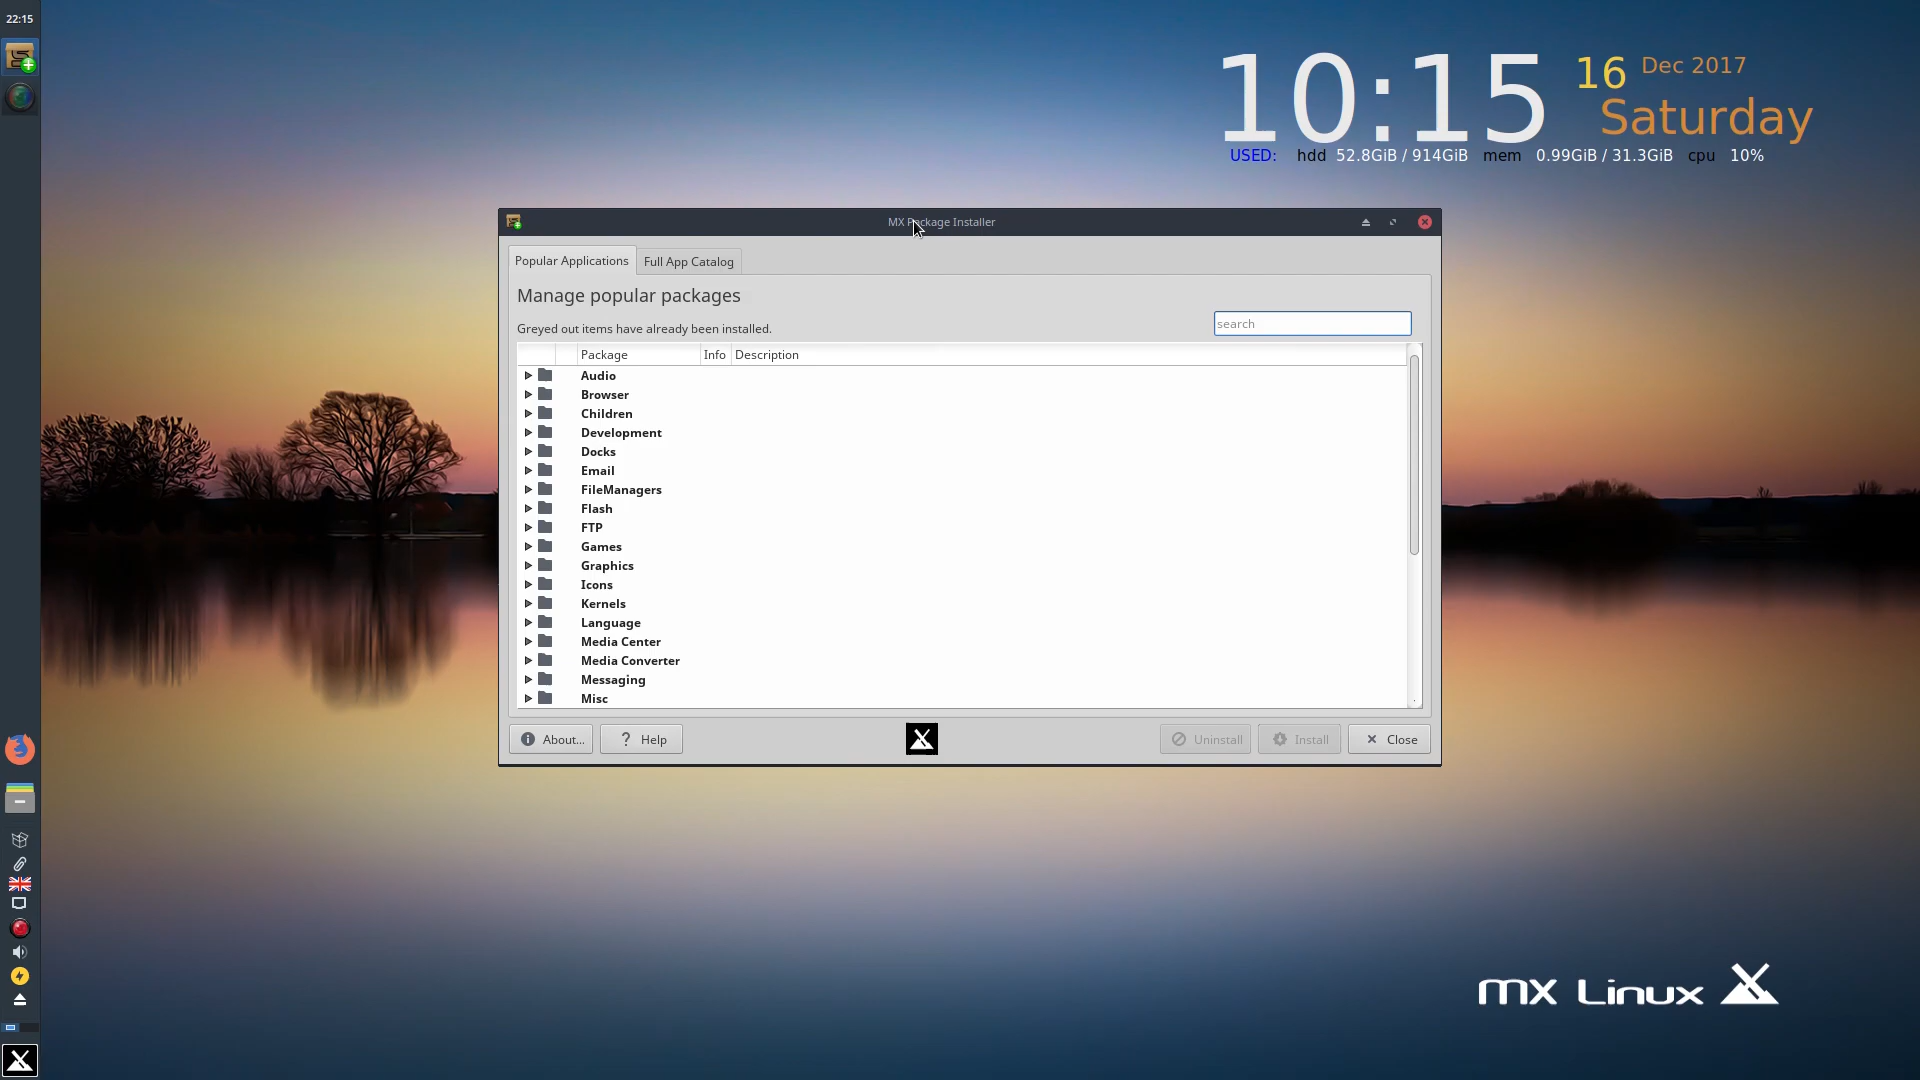 22:15
10:15 16 Dec 2017
Saturday
USED: hdd 52.8GiB / 914GiB mem 0.99GiB / 31.3GiB cpu 10%
MX Package Installer
Popular Applications Full App Catalog
Manage popular packages
Greyed out items have already been installed. search
Package Info Description
Audio
Browser
Children
Development
Docks
Email
FileManagers
Flash
FTP
Games
Graphics
Icons
Kernels
Language
Media Center
Media Converter
Messaging
Misc
About... Help Uninstall Install Close
mx Linux